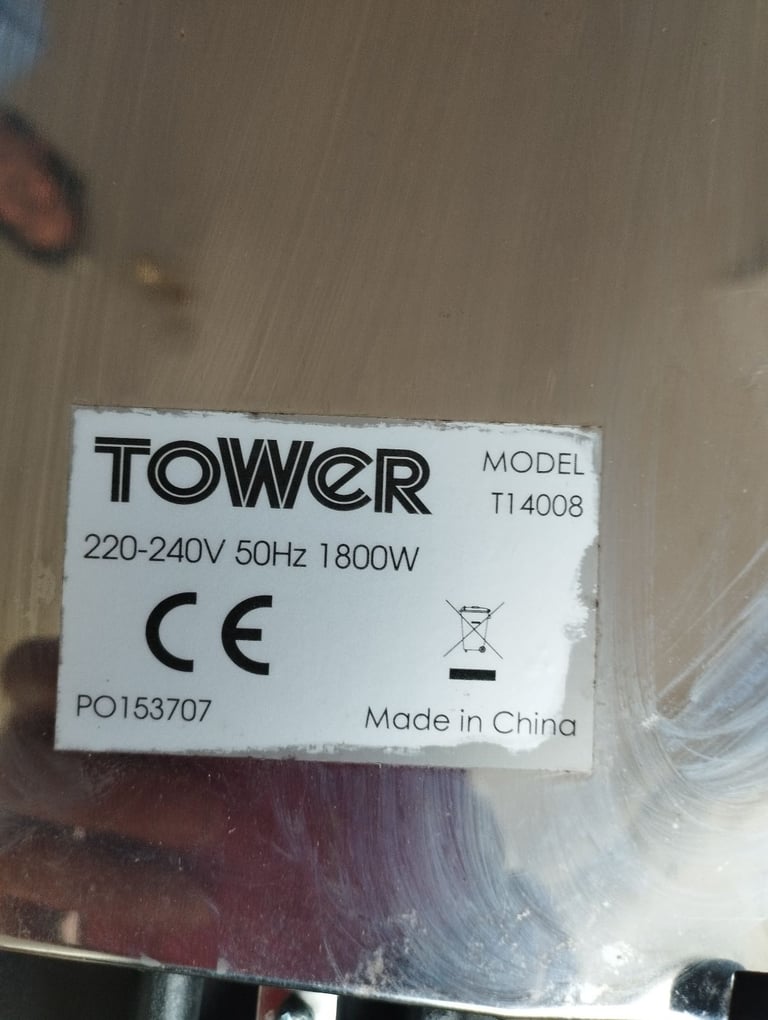 TOWER
MODEL
T14008
220-240V 50Hz 1800W
CE
PO153707
Made in China